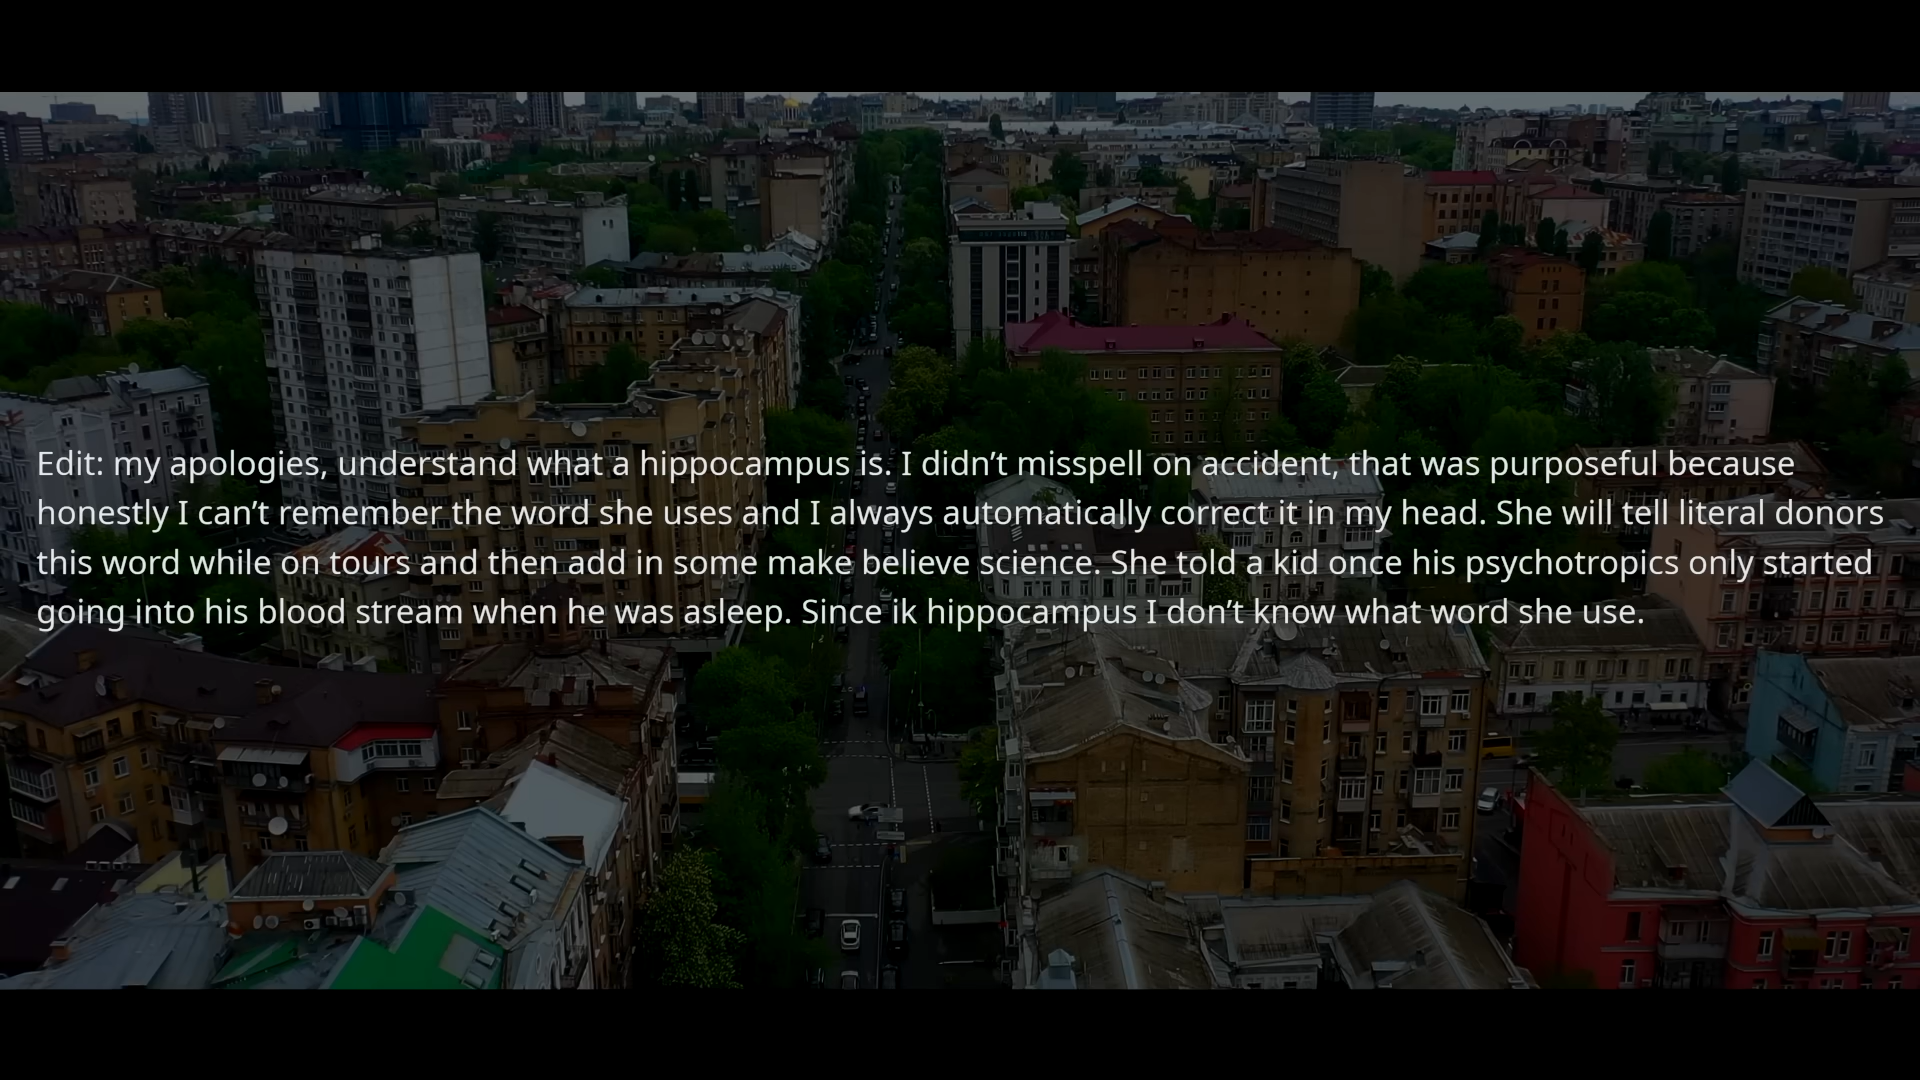 Edit: my apologies, understand what a hippocampus is. I didn’t misspell on accident, that was purposeful because
honestly I can’t remember the word she uses and I always automatically correct it in my head. She will tell literal donors
this word while on tours and then add in some make believe science. She told a kid once his psychotropics only started
going into his blood stream when he was asleep. Since ik hippocampus I don’t know what word she use.